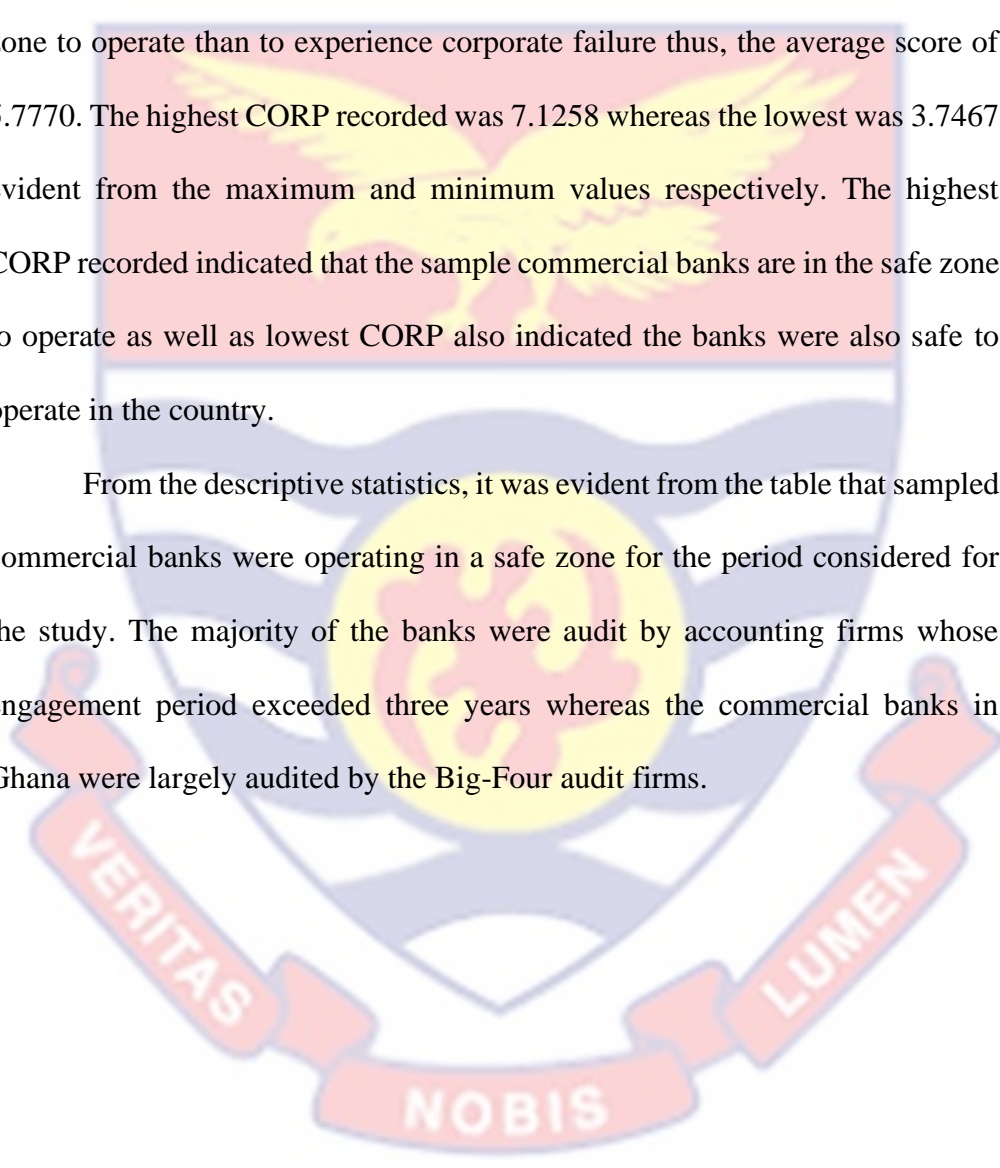 zone to operate than to experience corporate failure thus, the average score of
5.7770. The highest CORP recorded was 7.1258 whereas the lowest was 3.7467
evident from the maximum and minimum values respectively. The highest
CORP recorded indicated that the sample commercial banks are in the safe zone
to operate as well as lowest CORP also indicated the banks were also safe to
operate in the country.
From the descriptive statistics, it was evident from the table that sampled
commercial banks were operating in a safe zone for the period considered for
the study. The majority of the banks were audit by accounting firms whose
engagement period exceeded three years whereas the commercial banks in
Ghana were largely audited by the Big-Four audit firms.
VERITAS
NOBIS
LUMEN